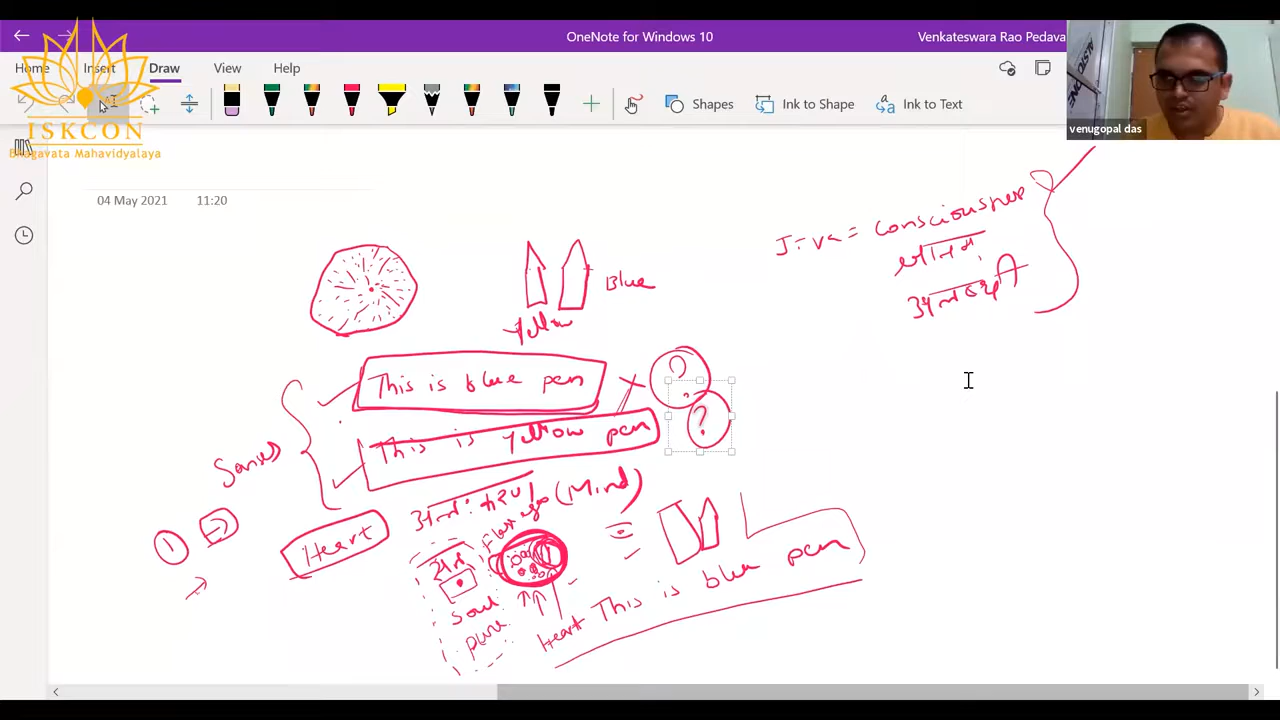 OneNote for Windows 10
Venkateswara Rao Pedava
Home Insert Draw View Help
Shapes Ink to Shape Ink to Text
ISKCON
Bhagavata Mahavidyalaya
venugopal das
04 May 2021 11:20
Jiva = consciousness
Blue
Yellow
This is blue pen
?
This is yellow pen
?
Senses
(Mind)
Heart
1
soul
pure
Heart This is blue pen